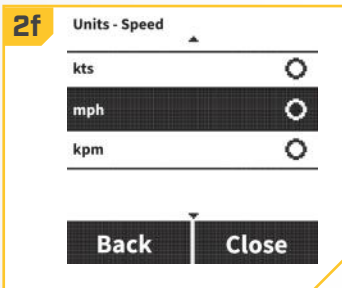 2f
Units - Speed
kts
mph
kpm
Back Close